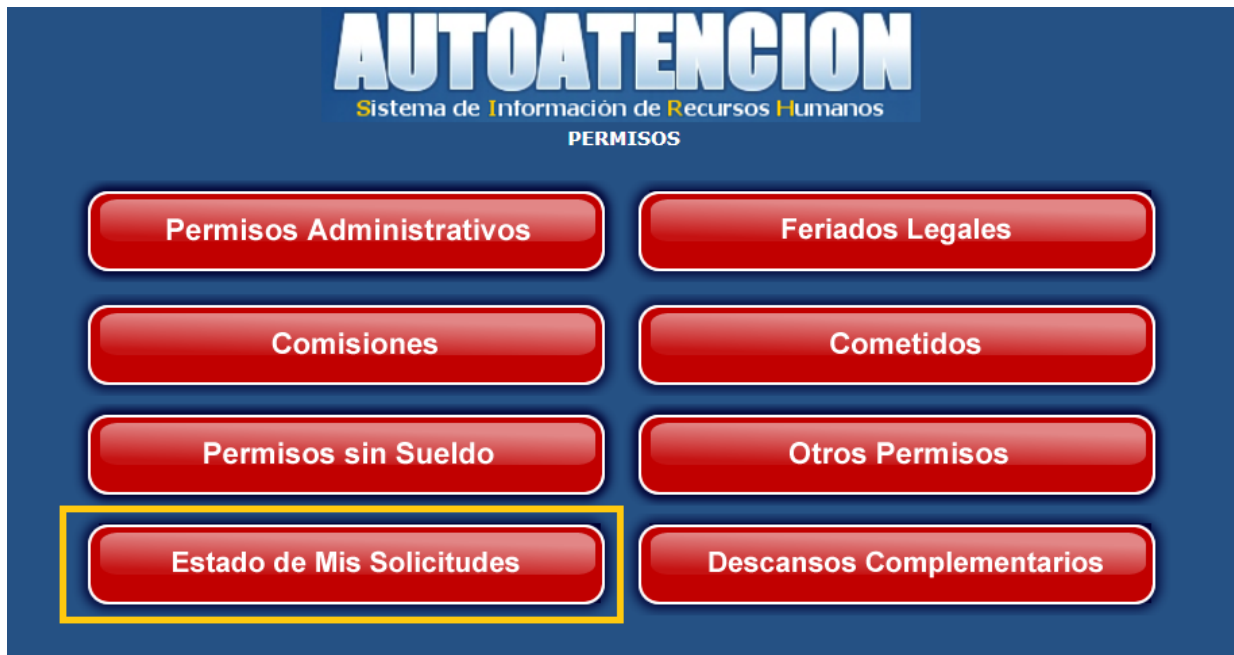 AUTOATENCION
Sistema de Información de Recursos Humanos
PERMISOS
Permisos Administrativos
Feriados Legales
Comisiones
Cometidos
Permisos sin Sueldo
Otros Permisos
Estado de Mis Solicitudes
Descansos Complementarios